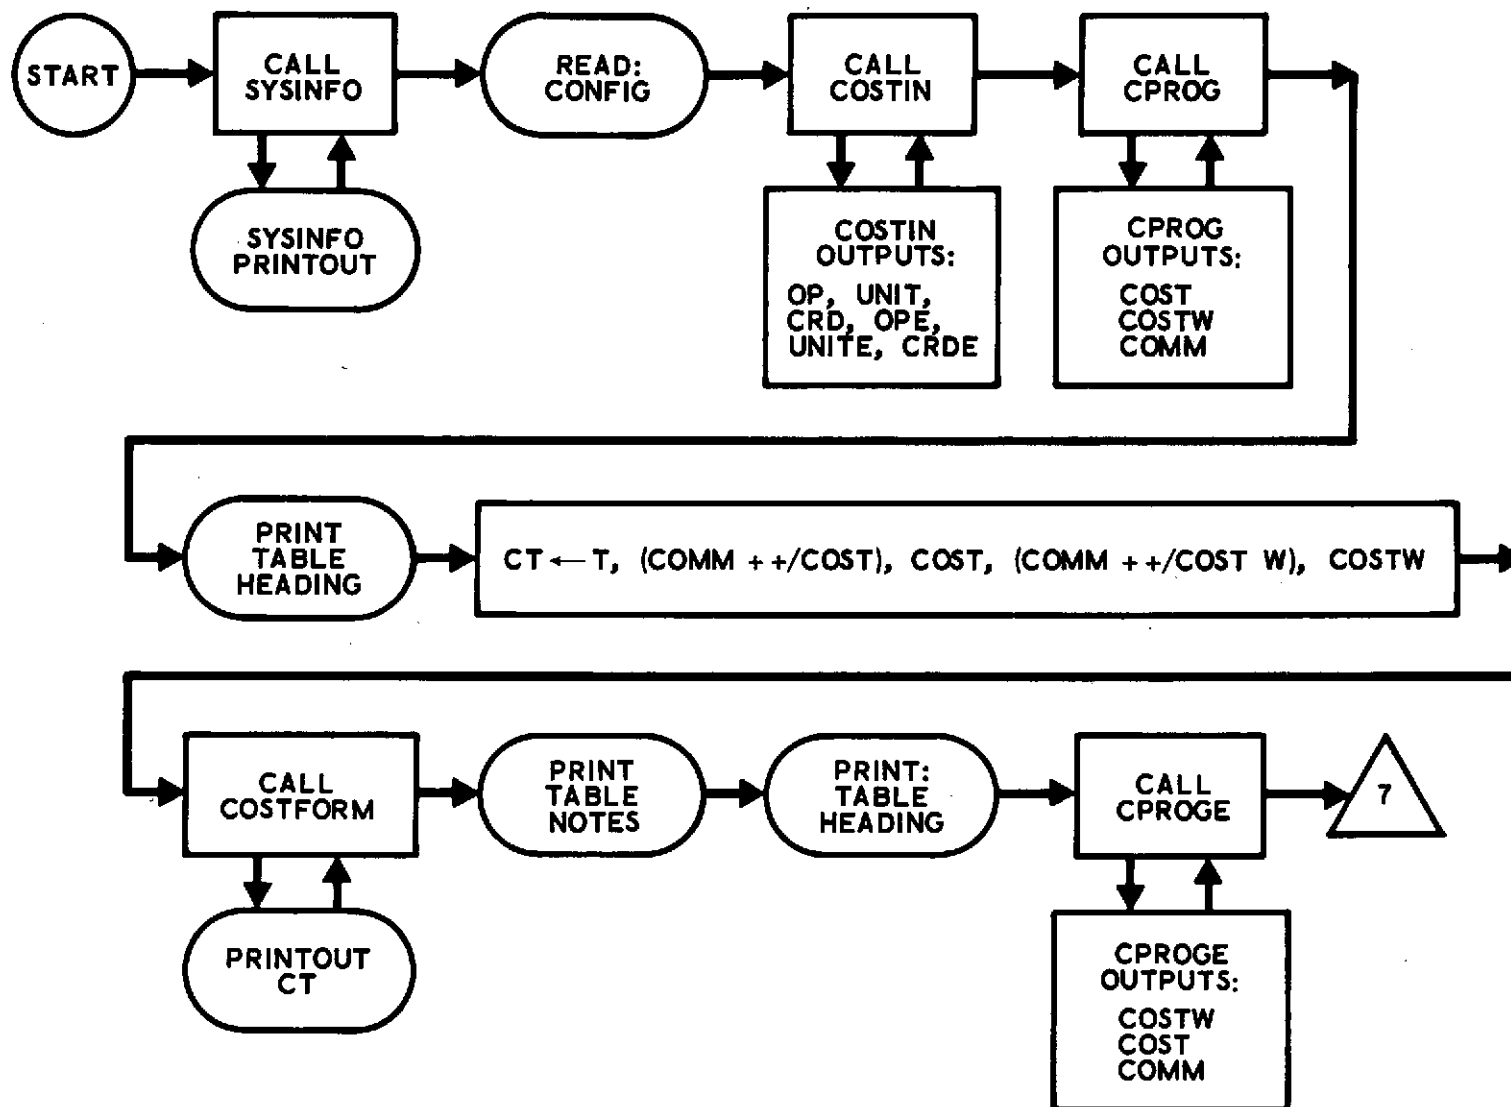 START
CALL
SYSINFO
READ:
CONFIG
CALL
COSTIN
CALL
CPROG
SYSINFO
PRINTOUT
COSTIN
OUTPUTS:
OP, UNIT,
CRD, OPE,
UNITE, CRDE
CPROG
OUTPUTS:
COST
COSTW
COMM
PRINT
TABLE
HEADING
CT ← T, (COMM + +/COST), COST, (COMM + +/COST W), COSTW
CALL
COSTFORM
PRINT
TABLE
NOTES
PRINT:
TABLE
HEADING
CALL
CPROGE
7
PRINTOUT
CT
CPROGE
OUTPUTS:
COSTW
COST
COMM